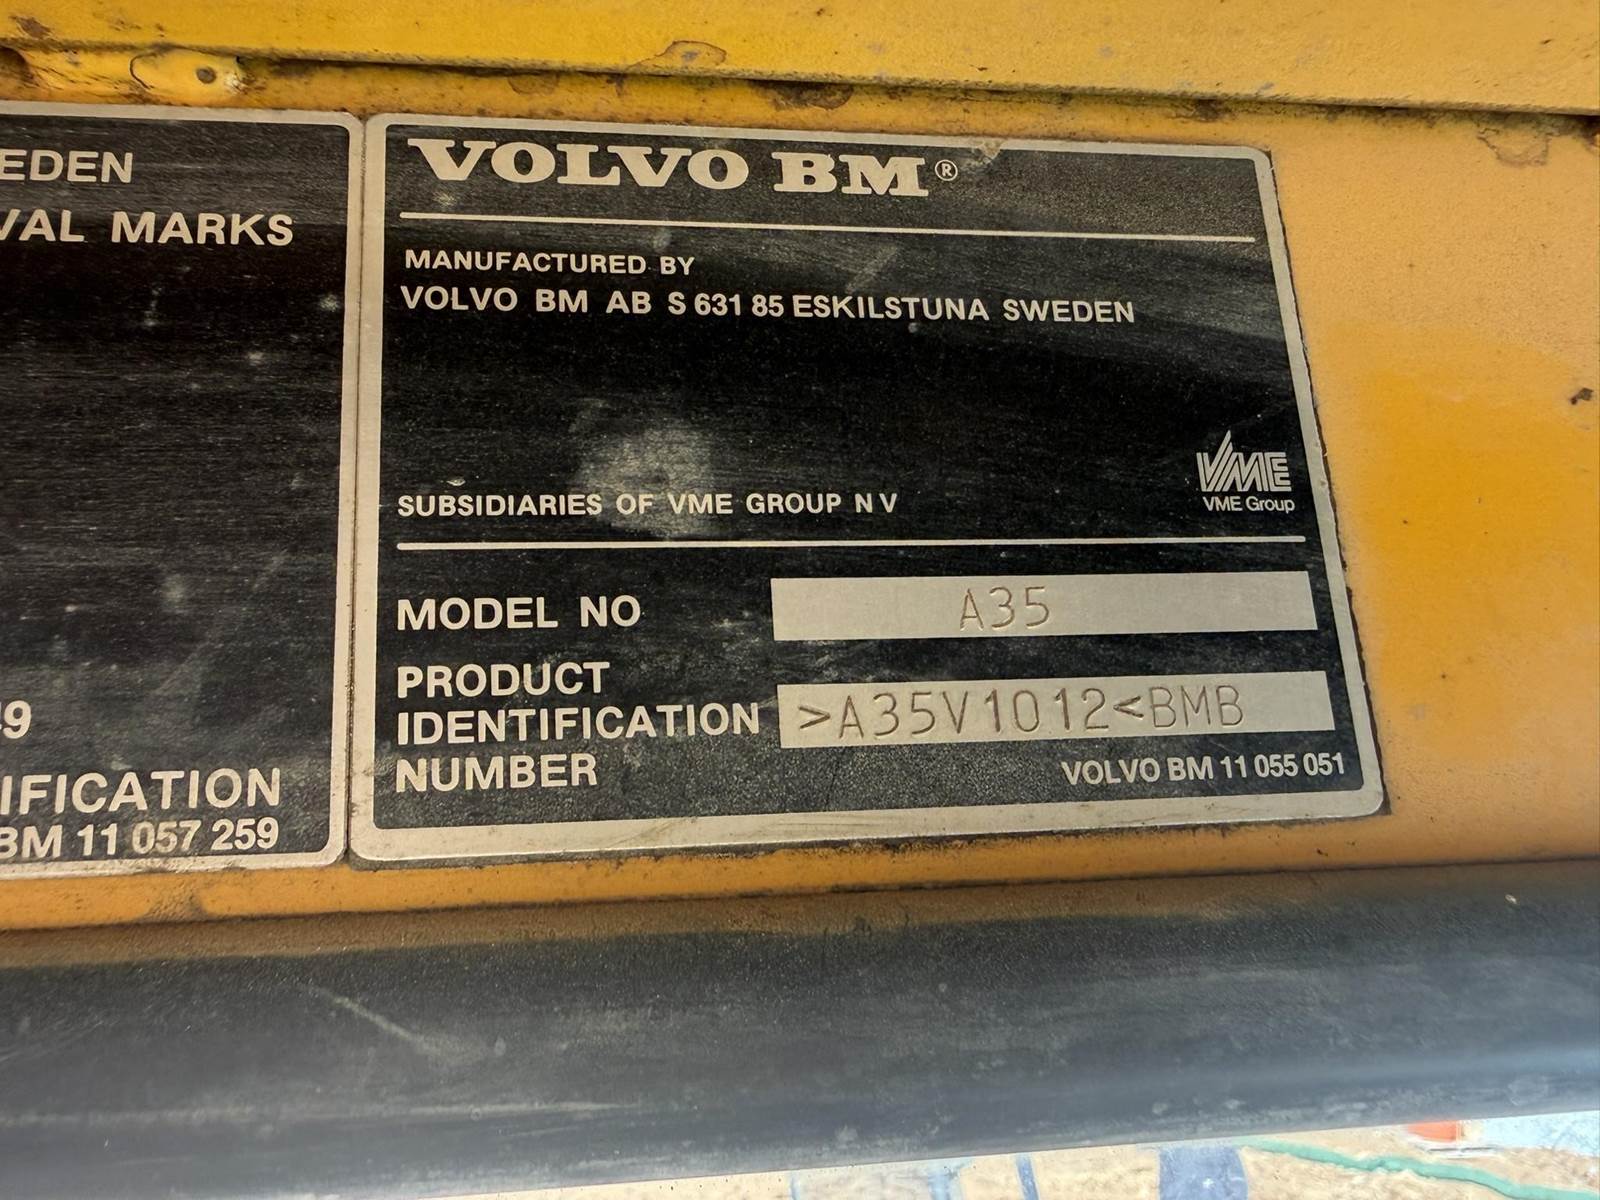 EDEN
VAL MARKS
9
IFICATION
BM 11 057 259
VOLVO BM®
MANUFACTURED BY
VOLVO BM AB S 631 85 ESKILSTUNA SWEDEN
VME
VME Group
SUBSIDIARIES OF VME GROUP N V
MODEL NO A35
PRODUCT
IDENTIFICATION >A35V1012<BMB
NUMBER
VOLVO BM 11 055 051